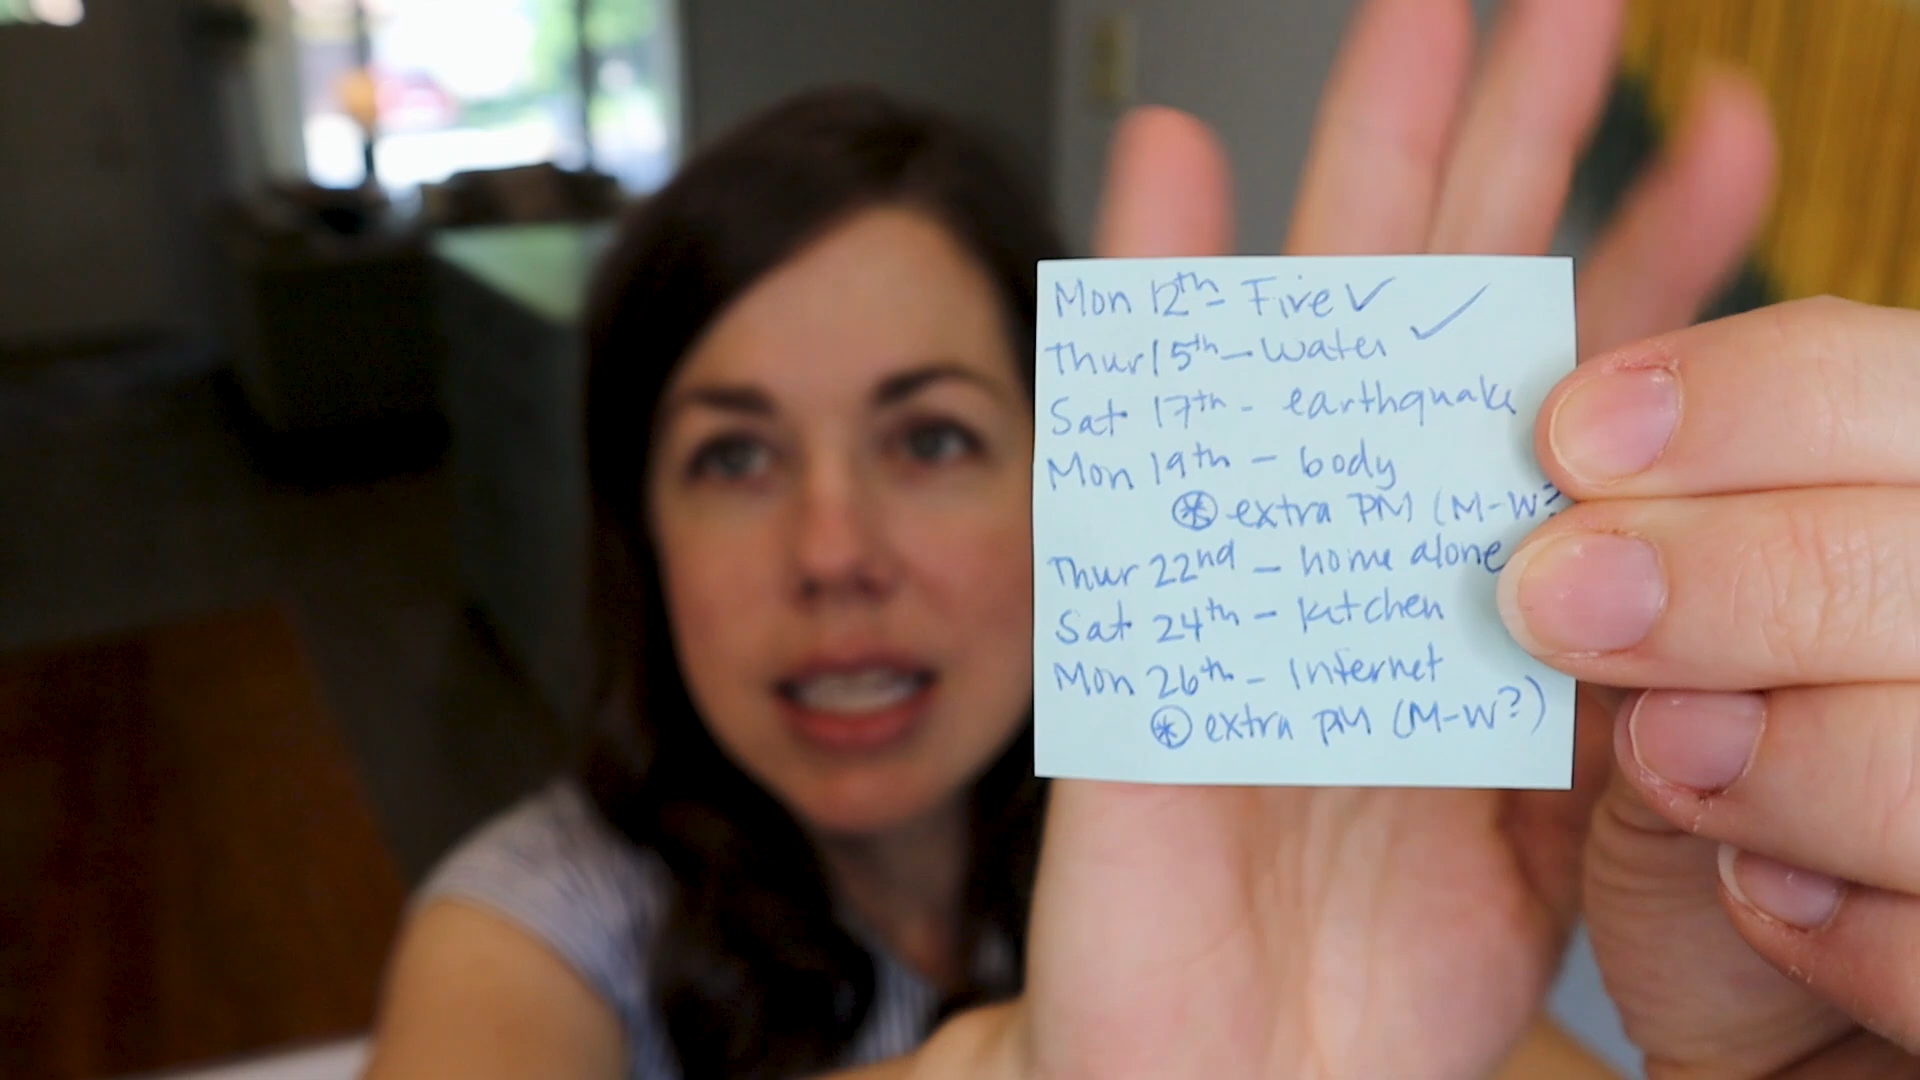 Mon 12th - Fire ✓
Thur 15th - water ✓
Sat 17th - earthquake
Mon 19th - body
⊛ extra PM (M-W?
Thur 22nd - home alone
Sat 24th - kitchen
Mon 26th - Internet
⊛ extra PM (M-W?)